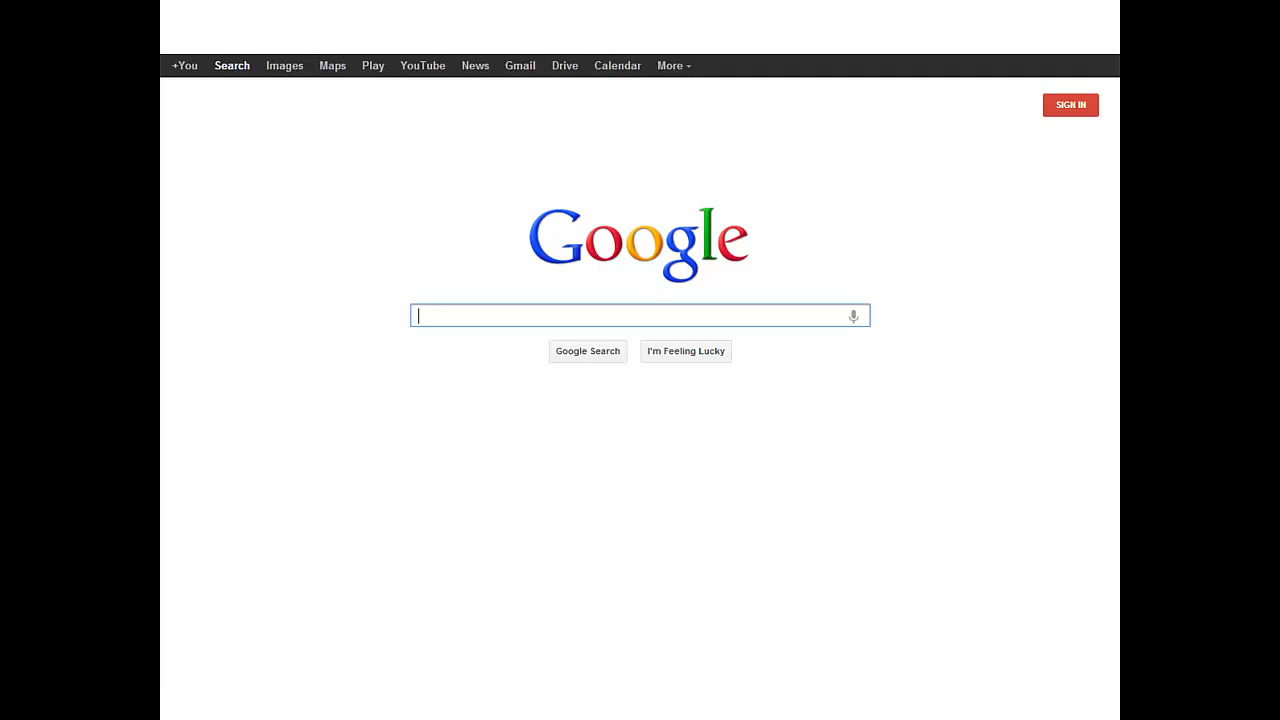 +You Search Images Maps Play YouTube News Gmail Drive Calendar More
SIGN IN
Google
Google Search I'm Feeling Lucky